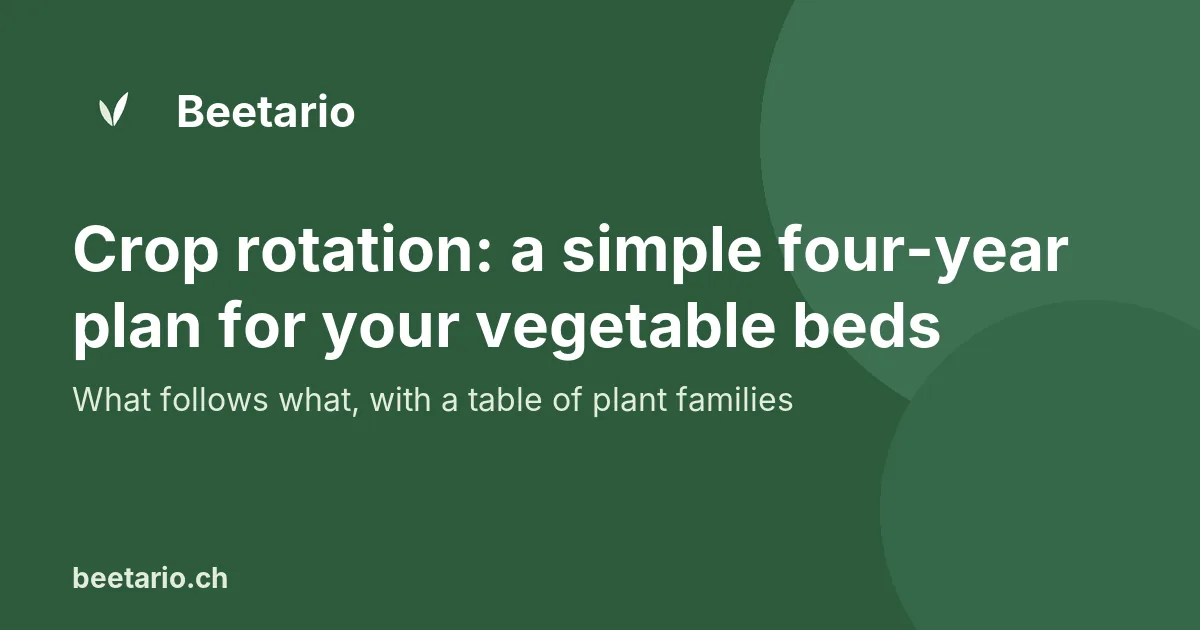 Beetario
Crop rotation: a simple four-year
plan for your vegetable beds
What follows what, with a table of plant families
beetario.ch